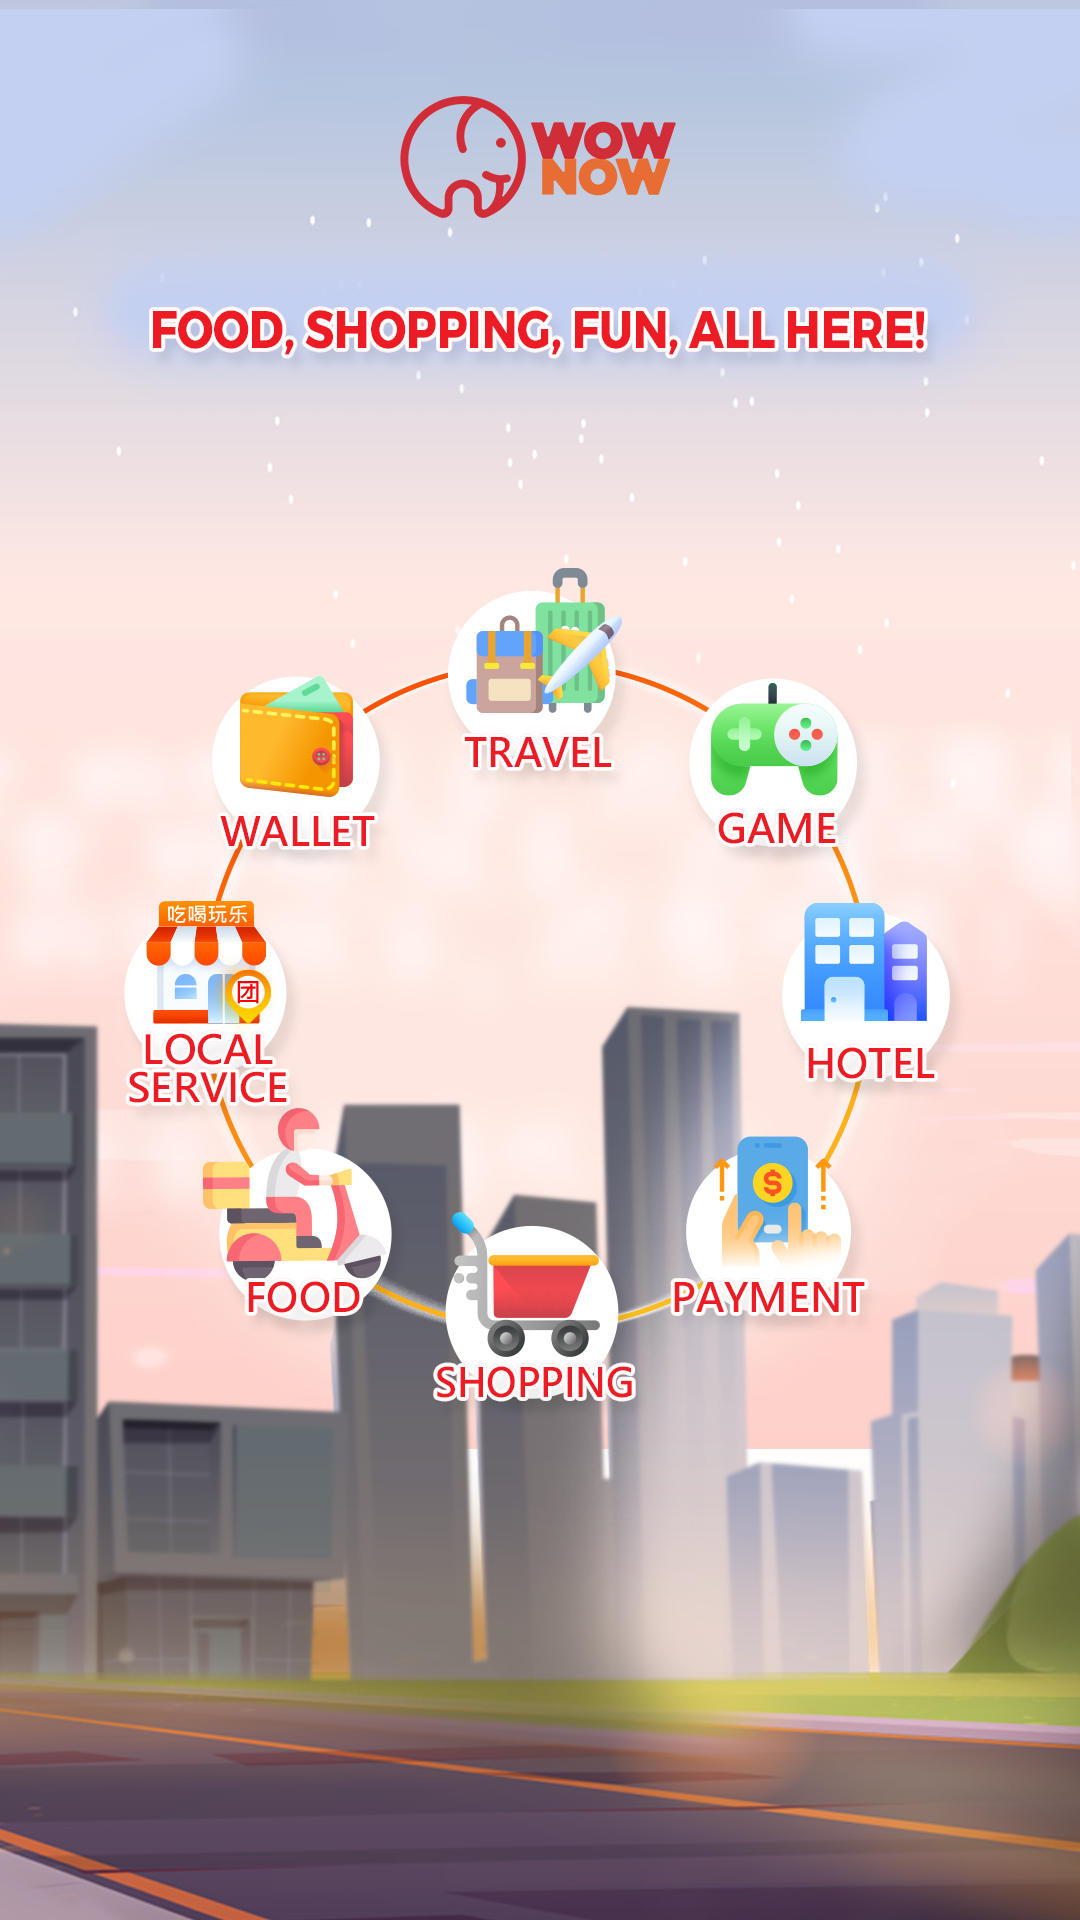 WOW
NOW
FOOD, SHOPPING, FUN, ALL HERE!
TRAVEL
WALLET
GAME
吃喝玩乐
团
LOCAL
SERVICE
HOTEL
$
FOOD
PAYMENT
SHOPPING